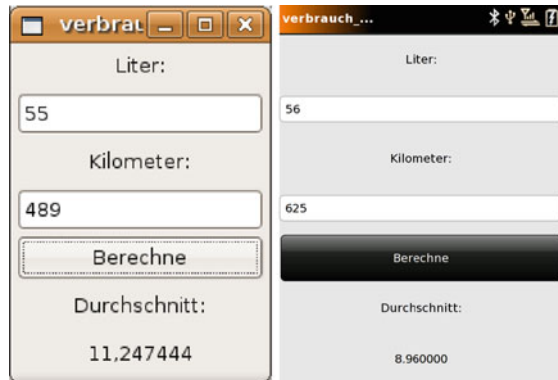 verbrau
Liter:
55
Kilometer:
489
Berechne
Durchschnitt:
11,247444
verbrauch_...
Liter:
56
Kilometer:
625
Berechne
Durchschnitt:
8.960000